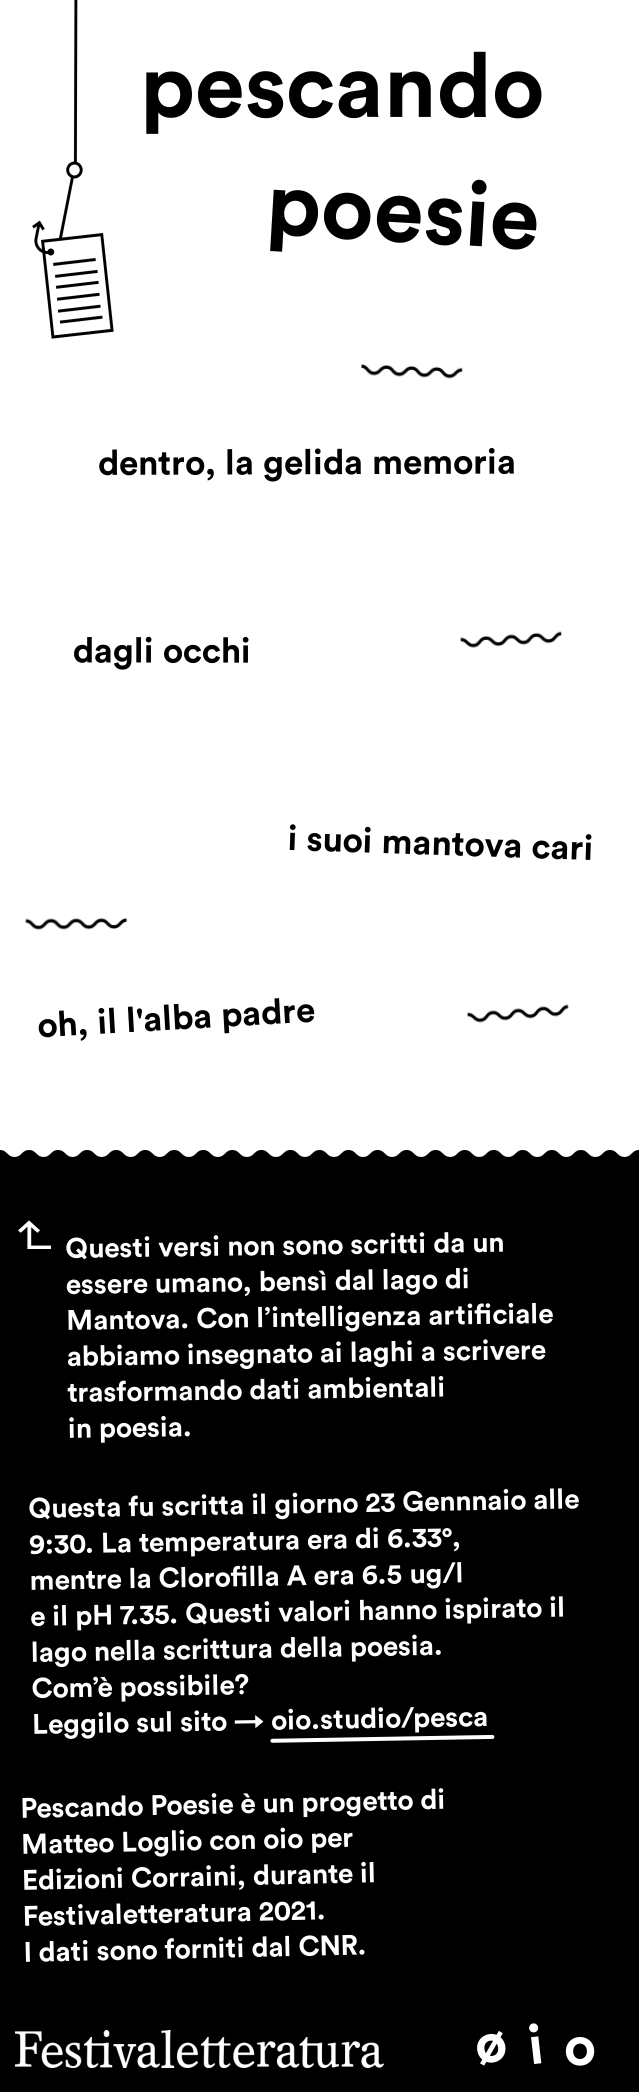 pescando
poesie
dentro, la gelida memoria
dagli occhi
i suoi mantova cari
oh, il l'alba padre
Questi versi non sono scritti da un
essere umano, bensì dal lago di
Mantova. Con l’intelligenza artificiale
abbiamo insegnato ai laghi a scrivere
trasformando dati ambientali
in poesia.
Questa fu scritta il giorno 23 Gennnaio alle
9:30. La temperatura era di 6.33°,
mentre la Clorofilla A era 6.5 ug/l
e il pH 7.35. Questi valori hanno ispirato il
lago nella scrittura della poesia.
Com’è possibile?
Leggilo sul sito → oio.studio/pesca
Pescando Poesie è un progetto di
Matteo Loglio con oio per
Edizioni Corraini, durante il
Festivaletteratura 2021.
I dati sono forniti dal CNR.
Festivaletteratura øio